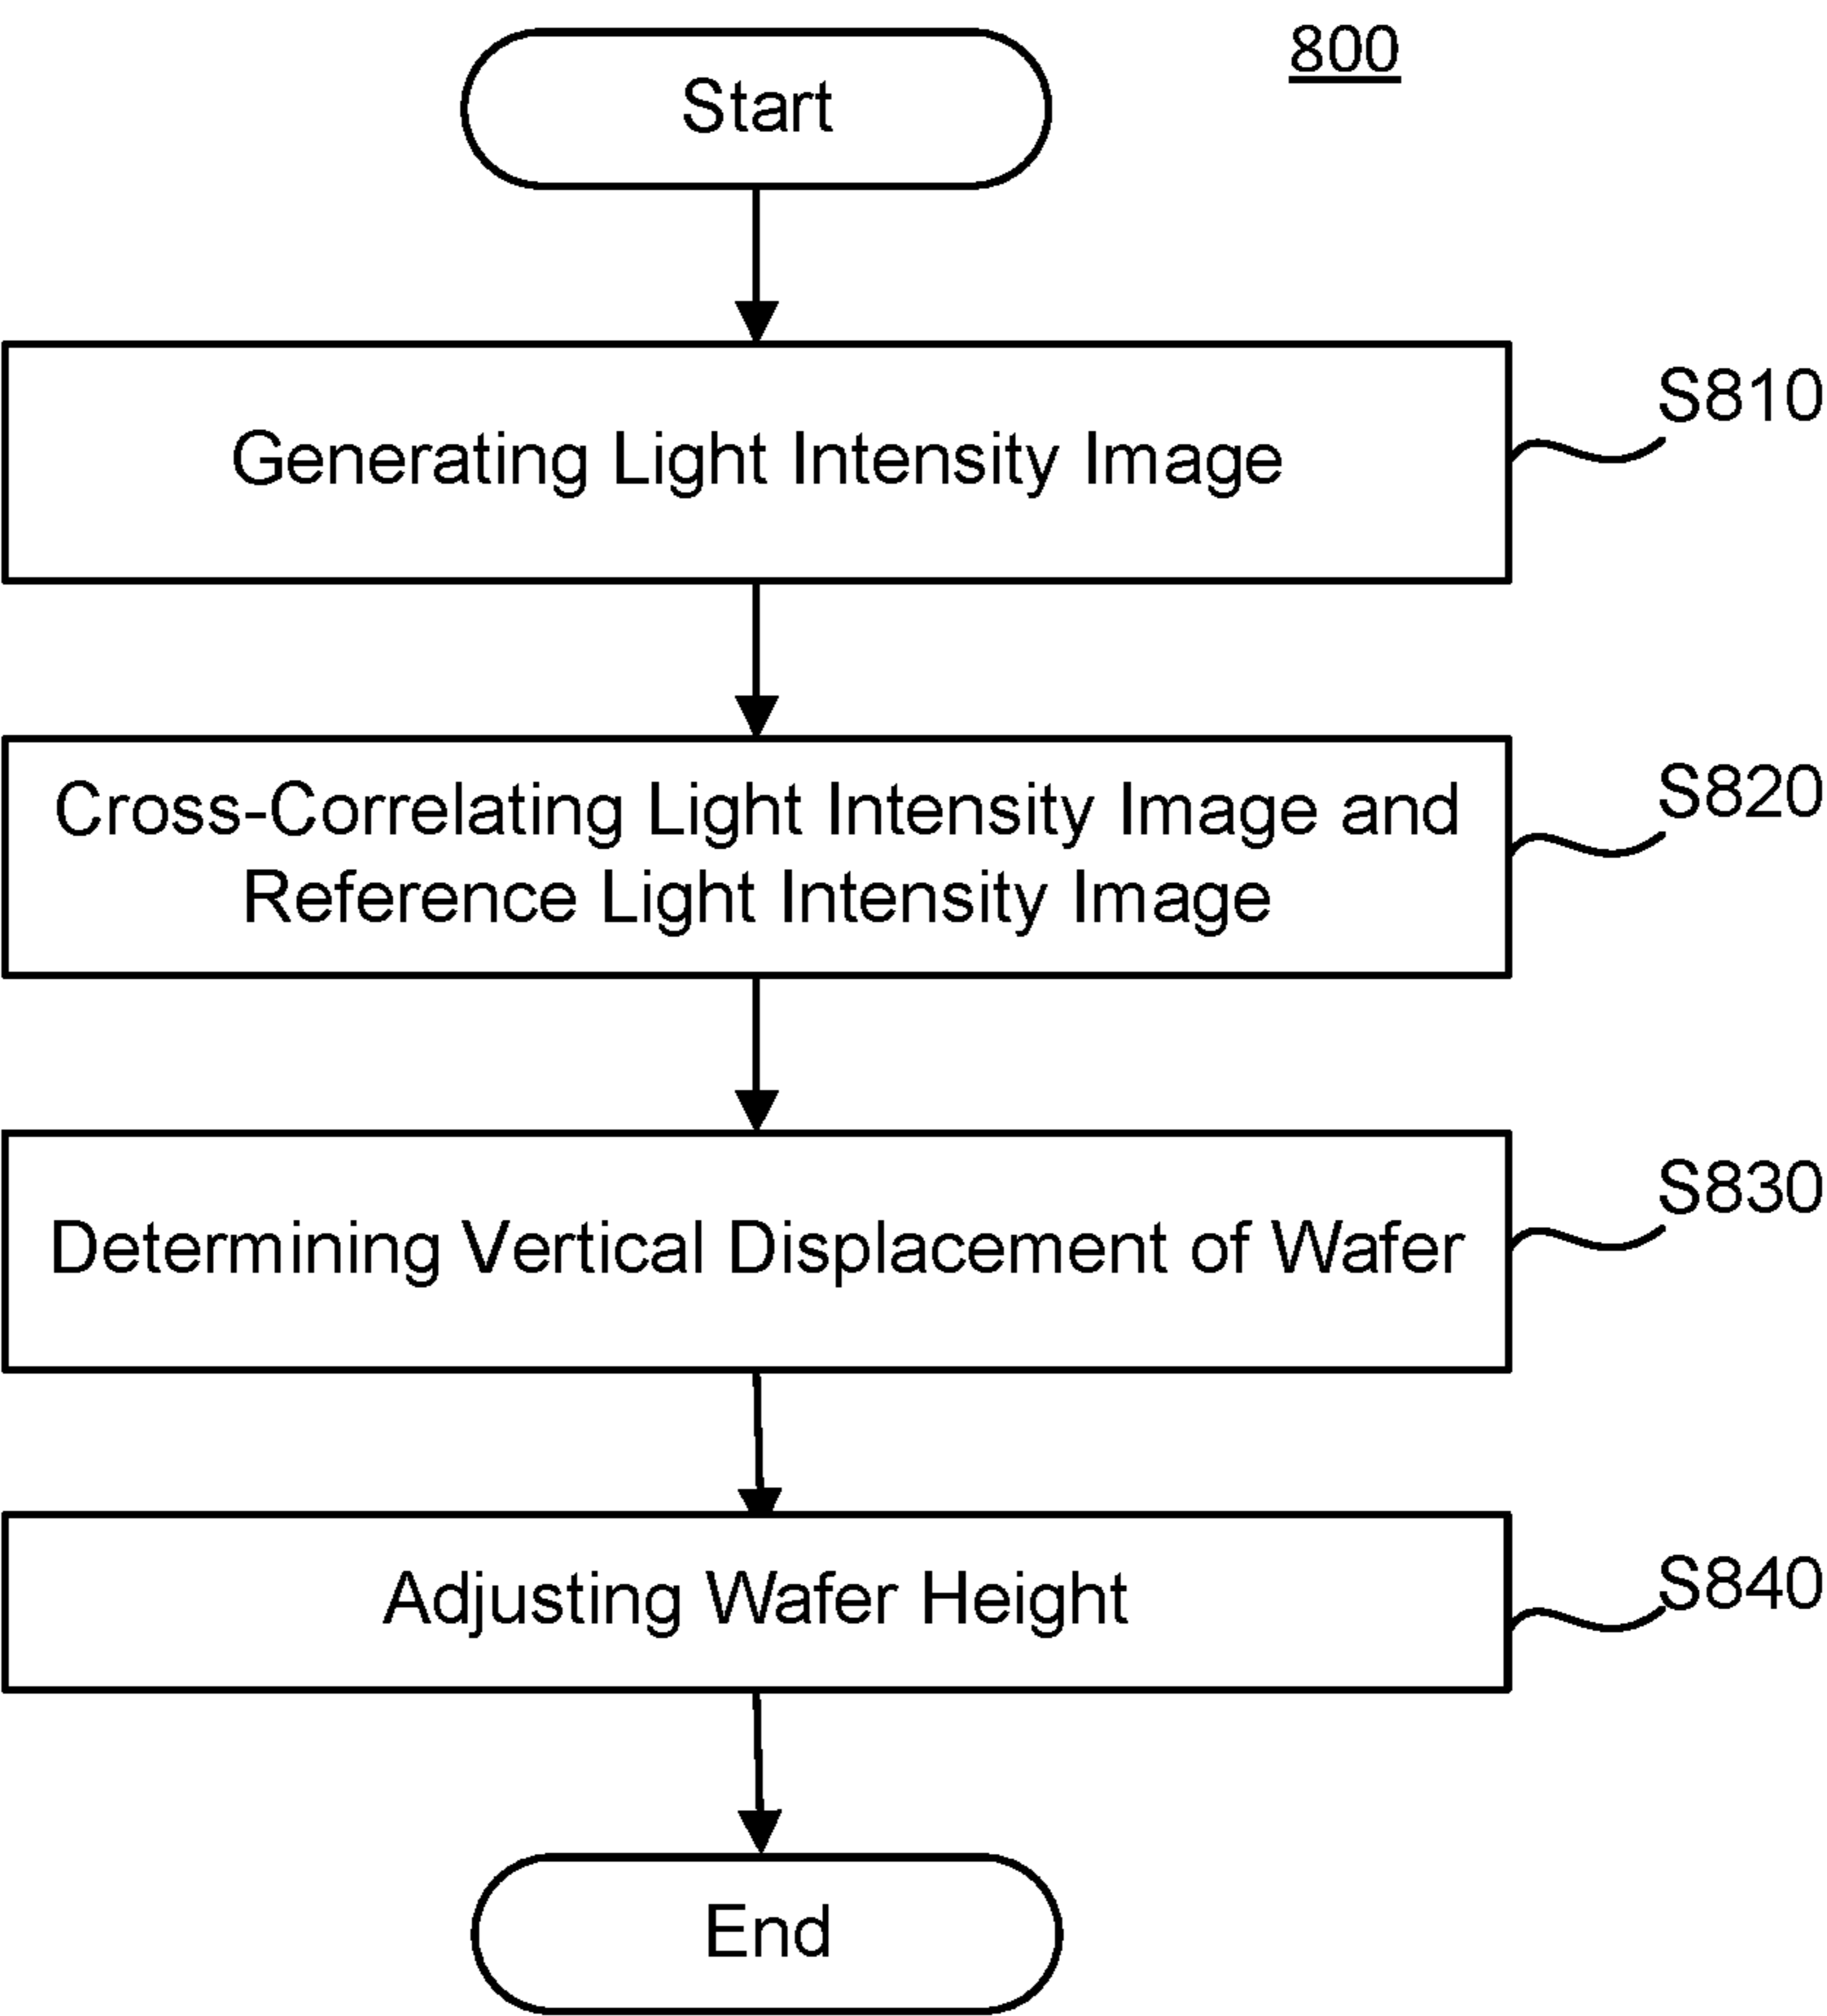 800
Start
Generating Light Intensity Image
S810
Cross-Correlating Light Intensity Image and
Reference Light Intensity Image
S820
Determining Vertical Displacement of Wafer
S830
Adjusting Wafer Height
S840
End